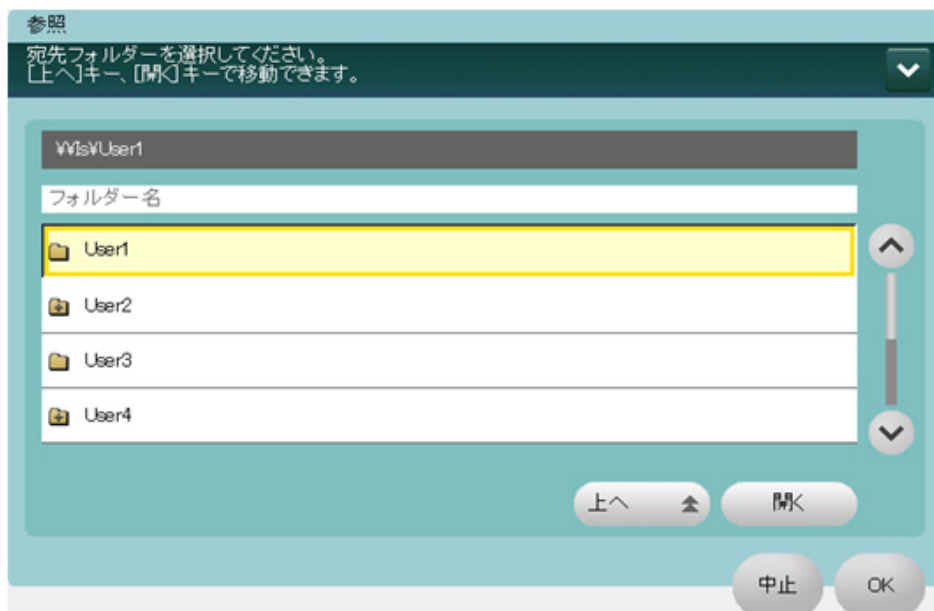 参照
宛先フォルダーを選択してください。
[上へ]キー、[開く]キーで移動できます。
¥¥ls¥User1
フォルダー名
User1
User2
User3
User4
上へ
開く
中止
OK